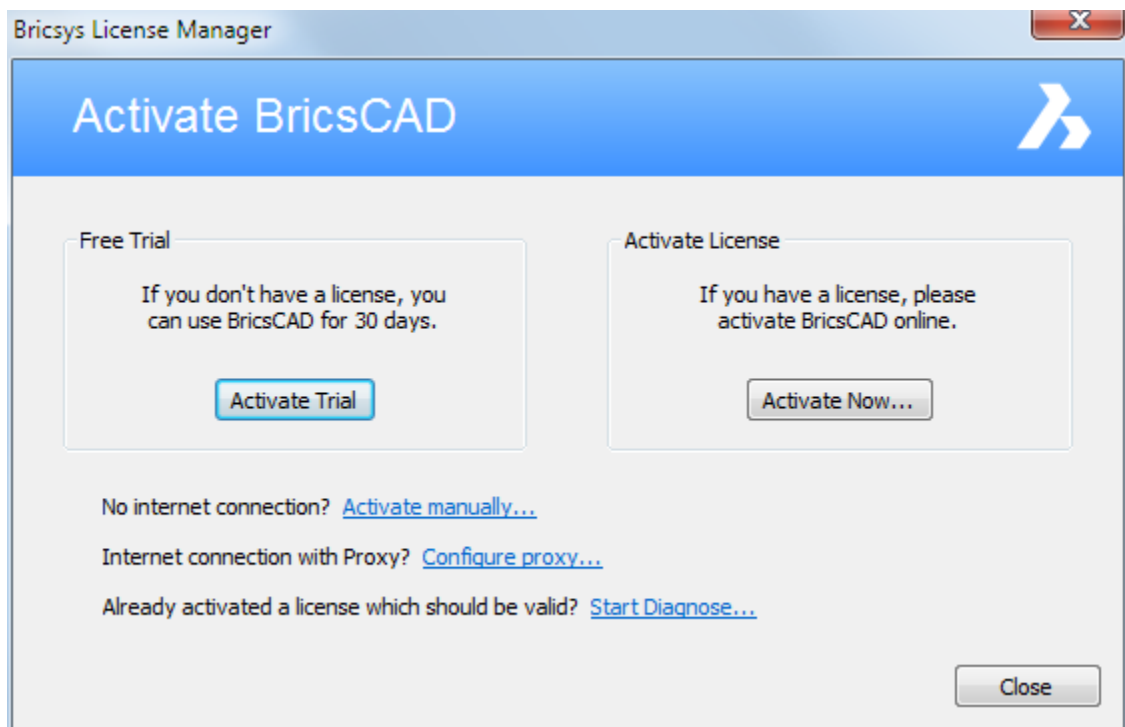 Bricsys License Manager
Activate BricsCAD
Free Trial
If you don't have a license, you
can use BricsCAD for 30 days.
Activate Trial
Activate License
If you have a license, please
activate BricsCAD online.
Activate Now...
No internet connection? Activate manually...
Internet connection with Proxy? Configure proxy...
Already activated a license which should be valid? Start Diagnose...
Close